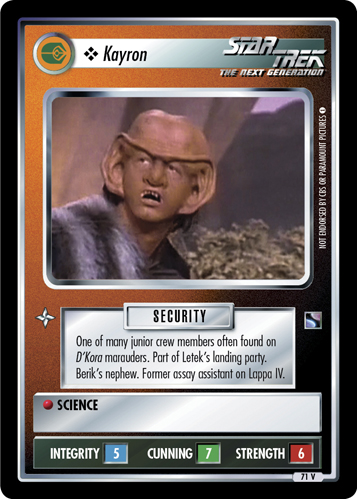 ❖ Kayron
STAR TREK
THE NEXT GENERATION
NOT ENDORSED BY CBS OR PARAMOUNT PICTURES
SECURITY
One of many junior crew members often found on
D'Kora marauders. Part of Letek's landing party.
Berik's nephew. Former assay assistant on Lappa IV.
SCIENCE
INTEGRITY 5 CUNNING 7 STRENGTH 6
71 V